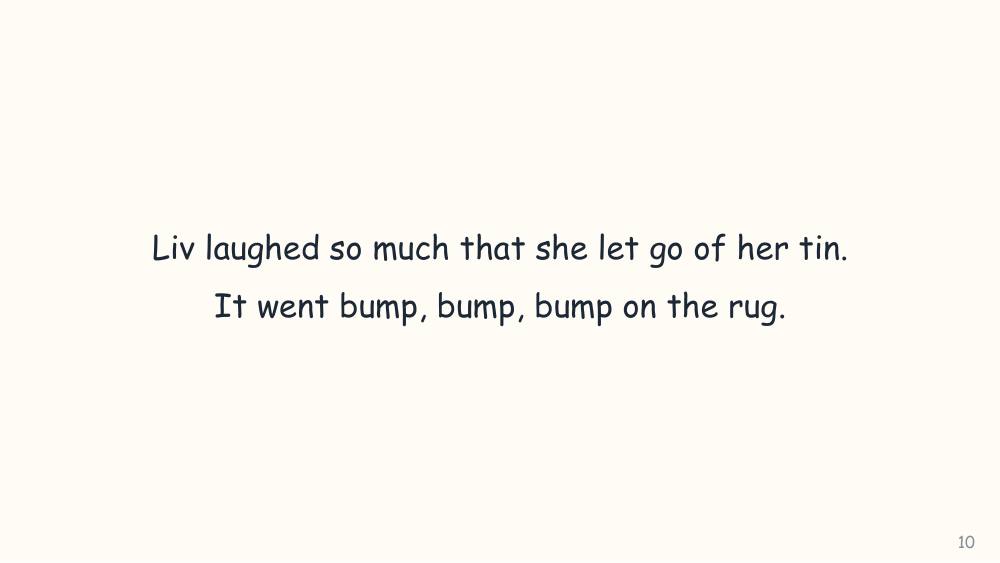 Liv laughed so much that she let go of her tin.
It went bump, bump, bump on the rug.
10